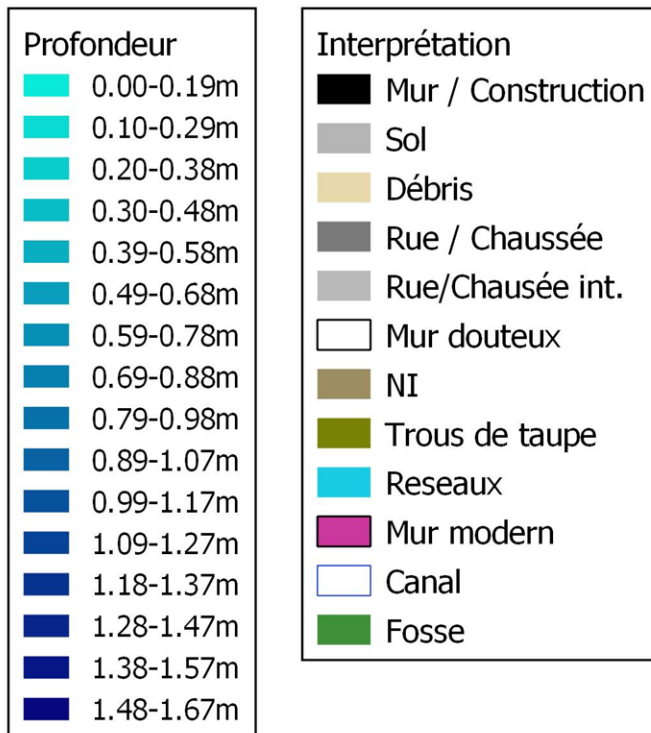 Profondeur
0.00-0.19m
0.10-0.29m
0.20-0.38m
0.30-0.48m
0.39-0.58m
0.49-0.68m
0.59-0.78m
0.69-0.88m
0.79-0.98m
0.89-1.07m
0.99-1.17m
1.09-1.27m
1.18-1.37m
1.28-1.47m
1.38-1.57m
1.48-1.67m
Interprétation
Mur / Construction
Sol
Débris
Rue / Chaussée
Rue/Chausée int.
Mur douteux
NI
Trous de taupe
Reseaux
Mur modern
Canal
Fosse